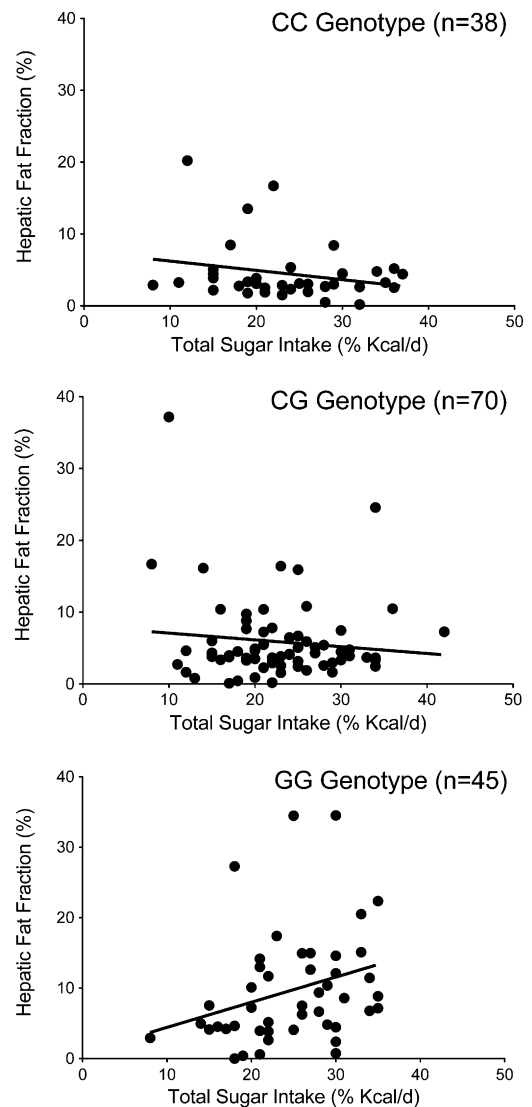 CC Genotype (n=38)
Hepatic Fat Fraction (%)
40
30
20
10
0
0 10 20 30 40 50
Total Sugar Intake (% Kcal/d)
CG Genotype (n=70)
Hepatic Fat Fraction (%)
40
30
20
10
0
0 10 20 30 40 50
Total Sugar Intake (% Kcal/d)
GG Genotype (n=45)
Hepatic Fat Fraction (%)
40
30
20
10
0
0 10 20 30 40 50
Total Sugar Intake (% Kcal/d)